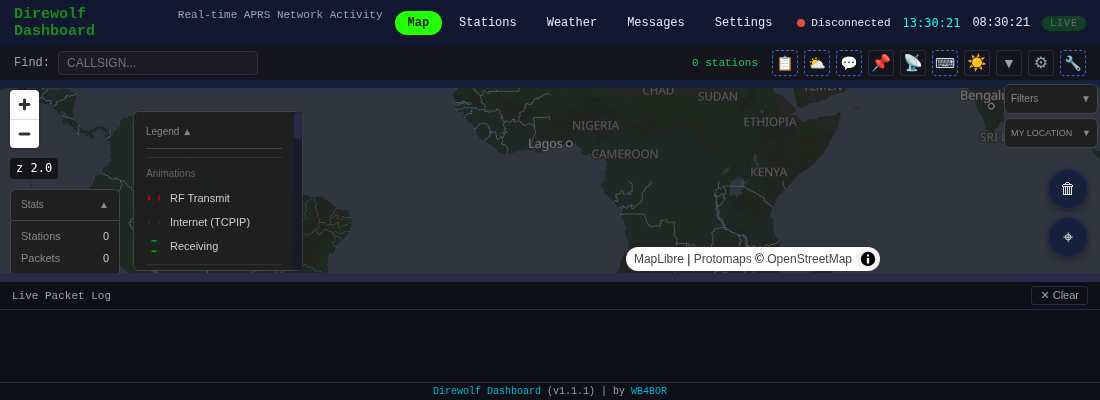 Direwolf Dashboard
Real-time APRS Network Activity
Map
Stations
Weather
Messages
Settings
Disconnected
13:30:21
08:30:21
LIVE
Find:
CALLSIGN...
0 stations
+
−
z 2.0
Stats ▲
Stations 0
Packets 0
Legend ▲
Animations
RF Transmit
Internet (TCPIP)
Receiving
CHAD
SUDAN
YEMEN
NIGERIA
ETHIOPIA
Lagos
CAMEROON
KENYA
Bengalu
SRI L
Filters ▼
MY LOCATION ▼
MapLibre | Protomaps © OpenStreetMap
Live Packet Log
✕ Clear
Direwolf Dashboard (v1.1.1) | by WB4BOR